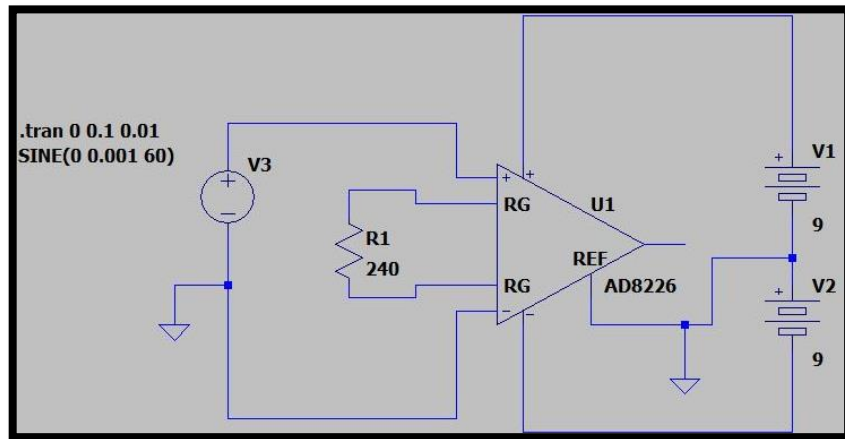 .tran 0 0.1 0.01
SINE(0 0.001 60)
V3
+
−
R1
240
+
+
RG
U1
RG
REF
AD8226
−
−
+
V1
9
+
V2
9